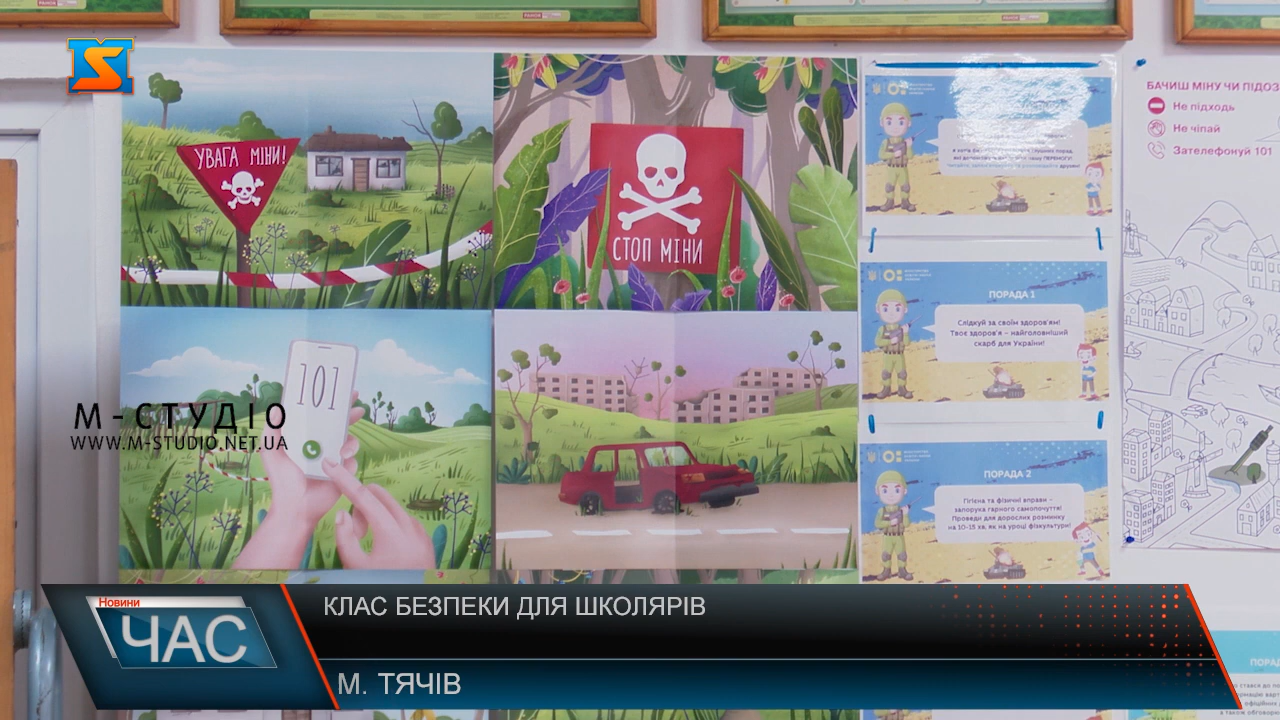 УВАГА МІНИ!
СТОП МІНИ
БАЧИШ МІНУ ЧИ ПІДОЗ
Не підходь
Не чіпай
Зателефонуй 101
ПОРАДА 1
Слідкуй за своїм здоров'ям!
Твоє здоров'я – найголовніший
скарб для України!
101
М-СТУДІО
WWW.M-STUDIO.NET.UA
ПОРАДА 2
Гігієна та фізичні вправи –
запорука гарного самопочуття!
Проведи для дорослих розминку
на 10-15 хв, як на уроці фізкультури!
Новини
ЧАС
КЛАС БЕЗПЕКИ ДЛЯ ШКОЛЯРІВ
М. ТЯЧІВ